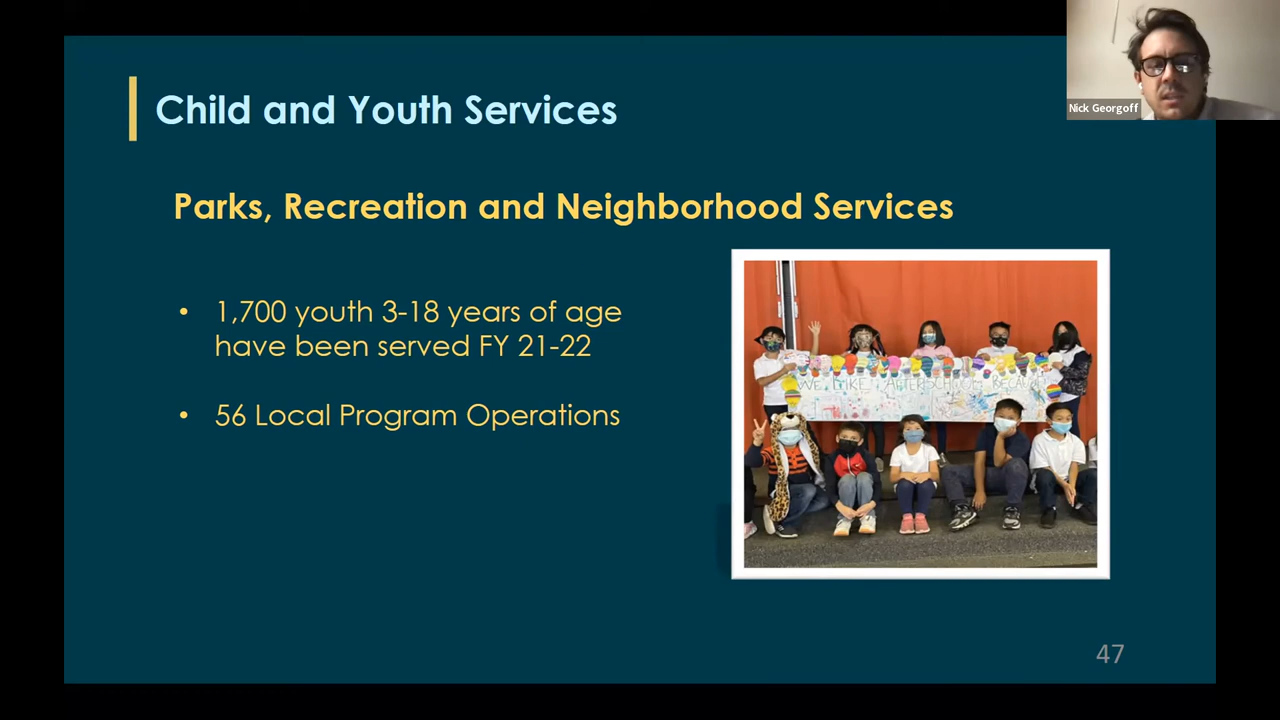 Child and Youth Services
Nick Georgoff
Parks, Recreation and Neighborhood Services
• 1,700 youth 3-18 years of age
have been served FY 21-22
• 56 Local Program Operations
WE LIKE AFTERSCHOOL BECAUSE
47